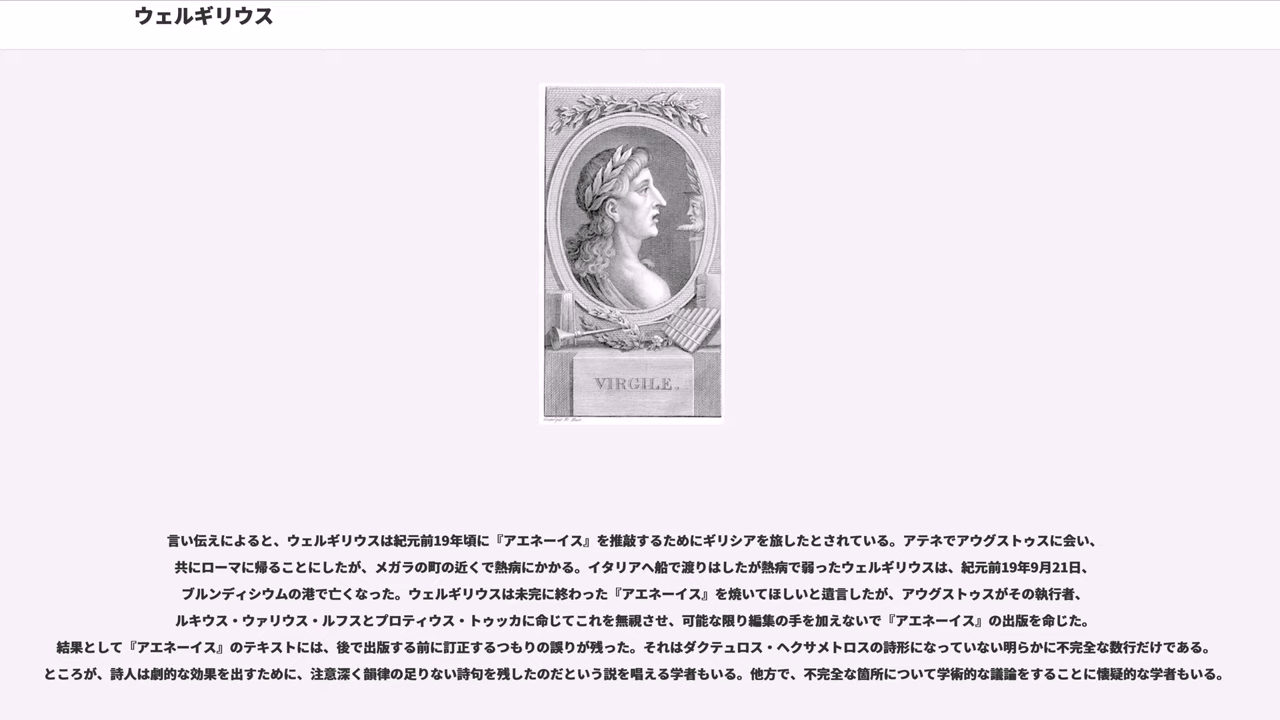 ウェルギリウス
VIRGILE.
言い伝えによると、ウェルギリウスは紀元前19年頃に『アエネーイス』を推敲するためにギリシアを旅したとされている。アテネでアウグストゥスに会い、
共にローマに帰ることにしたが、メガラの町の近くで熱病にかかる。イタリアへ船で渡りはしたが熱病で弱ったウェルギリウスは、紀元前19年9月21日、
ブルンディシウムの港で亡くなった。ウェルギリウスは未完に終わった『アエネーイス』を焼いてほしいと遺言したが、アウグストゥスがその執行者、
ルキウス・ウァリウス・ルフスとプロティウス・トゥッカに命じてこれを無視させ、可能な限り編集の手を加えないで『アエネーイス』の出版を命じた。
結果として『アエネーイス』のテキストには、後で出版する前に訂正するつもりの誤りが残った。それはダクテュロス・ヘクサメトロスの詩形になっていない明らかに不完全な数行だけである。
ところが、詩人は劇的な効果を出すために、注意深く韻律の足りない詩句を残したのだという説を唱える学者もいる。他方で、不完全な箇所について学術的な議論をすることに懐疑的な学者もいる。